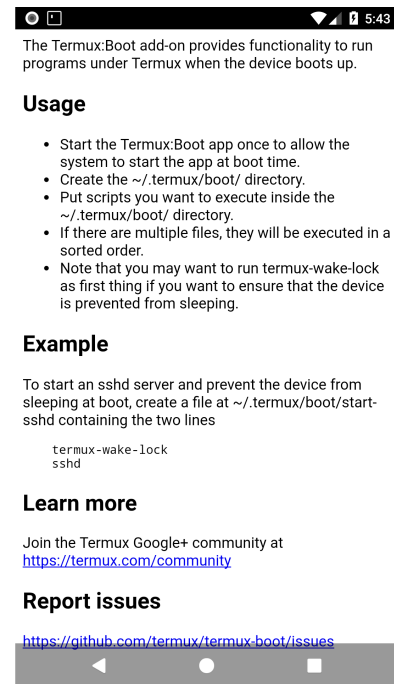 5:43
The Termux:Boot add-on provides functionality to run
programs under Termux when the device boots up.
Usage
• Start the Termux:Boot app once to allow the
system to start the app at boot time.
• Create the ~/.termux/boot/ directory.
• Put scripts you want to execute inside the
~/.termux/boot/ directory.
• If there are multiple files, they will be executed in a
sorted order.
• Note that you may want to run termux-wake-lock
as first thing if you want to ensure that the device
is prevented from sleeping.
Example
To start an sshd server and prevent the device from
sleeping at boot, create a file at ~/.termux/boot/start-
sshd containing the two lines
termux-wake-lock
sshd
Learn more
Join the Termux Google+ community at
https://termux.com/community
Report issues
https://github.com/termux/termux-boot/issues